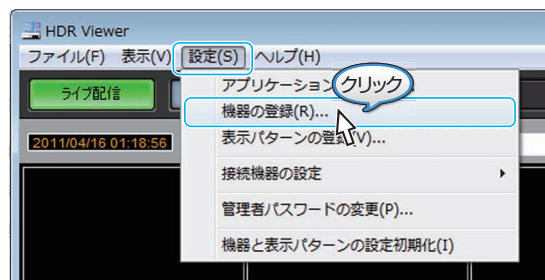 HDR Viewer
ファイル(F) 表示(V) 設定(S) ヘルプ(H)
ライブ配信
アプリケーション
クリック
機器の登録(R)...
2011/04/16 01:18:56
表示パターンの登録(V)...
接続機器の設定
管理者パスワードの変更(P)...
機器と表示パターンの設定初期化(I)